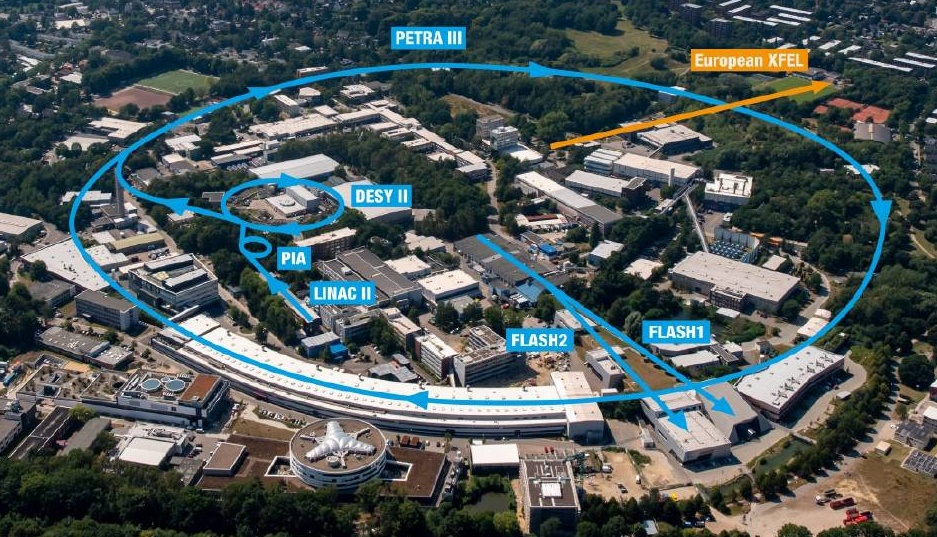 PETRA III
European XFEL
DESY II
PIA
LINAC II
FLASH2
FLASH1